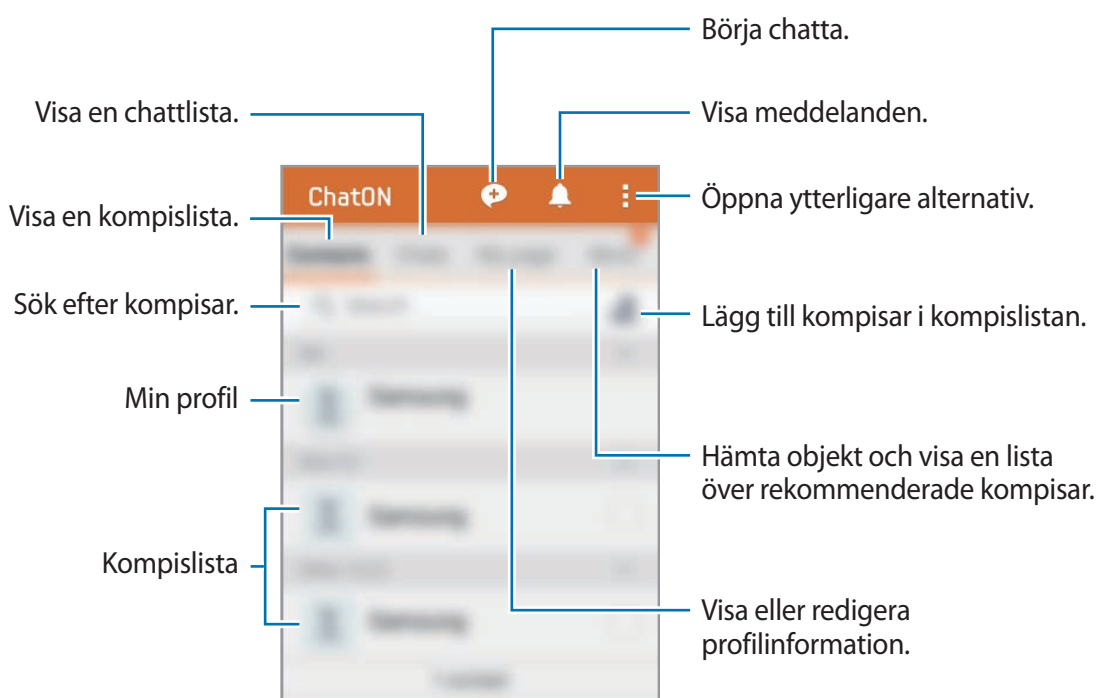 Börja chatta.
Visa en chattlista.
Visa meddelanden.
ChatON
Öppna ytterligare alternativ.
Visa en kompislista.
Sök efter kompisar.
Lägg till kompisar i kompislistan.
Min profil
Samsung
Hämta objekt och visa en lista
över rekommenderade kompisar.
Samsung
Kompislista
Visa eller redigera
profilinformation.
Samsung